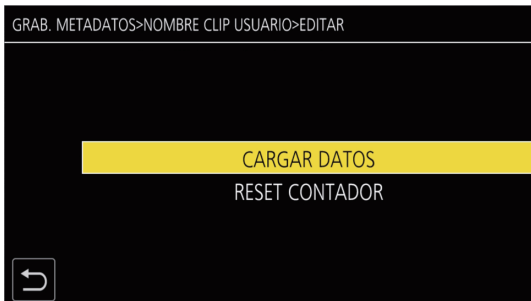 GRAB. METADATOS>NOMBRE CLIP USUARIO>EDITAR
CARGAR DATOS
RESET CONTADOR